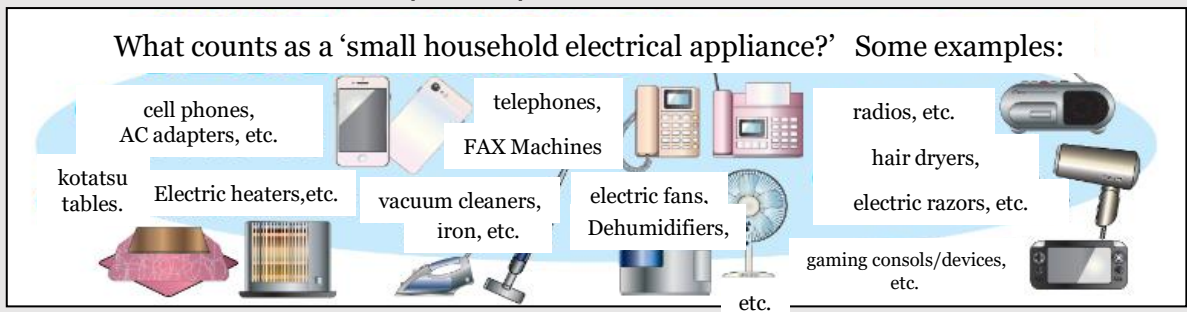 What counts as a ‘small household electrical appliance?’ Some examples:
cell phones,
AC adapters, etc.
telephones,
FAX Machines
radios, etc.
hair dryers,
electric razors, etc.
kotatsu
tables.
Electric heaters,etc.
vacuum cleaners,
iron, etc.
electric fans,
Dehumidifiers,
etc.
gaming consols/devices,
etc.